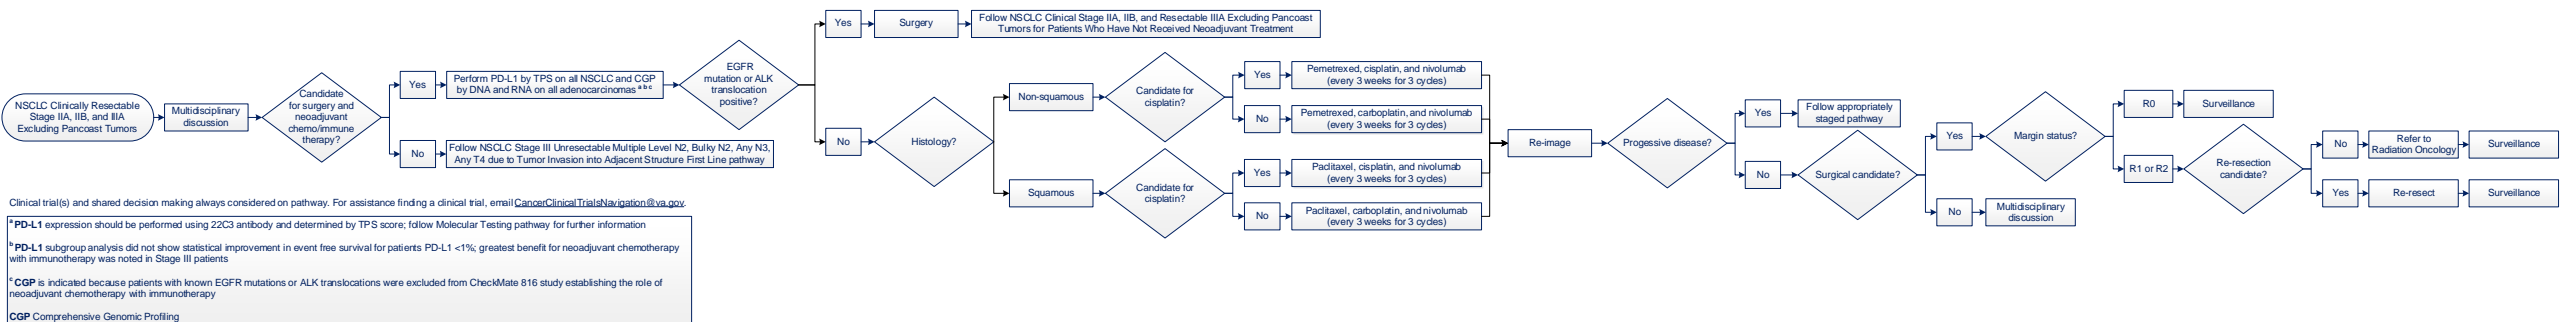 NSCLC Clinically Resectable
Stage IIA, IIB, and IIIA
Excluding Pancoast Tumors
Multidisciplinary
discussion
Candidate
for surgery and
neoadjuvant
chemo/immune
therapy?
Yes
Perform PD-L1 by TPS on all NSCLC and CGP
by DNA and RNA on all adenocarcinomas a b c
No
Follow NSCLC Stage III Unresectable Multiple Level N2, Bulky N2, Any N3,
Any T4 due to Tumor Invasion into Adjacent Structure First Line pathway
EGFR
mutation or ALK
translocation
positive?
Yes
Surgery
Follow NSCLC Clinical Stage IIA, IIB, and Resectable IIIA Excluding Pancoast
Tumors for Patients Who Have Not Received Neoadjuvant Treatment
No
Histology?
Non-squamous
Candidate for
cisplatin?
Yes
Pemetrexed, cisplatin, and nivolumab
(every 3 weeks for 3 cycles)
No
Pemetrexed, carboplatin, and nivolumab
(every 3 weeks for 3 cycles)
Squamous
Candidate for
cisplatin?
Yes
Paclitaxel, cisplatin, and nivolumab
(every 3 weeks for 3 cycles)
No
Paclitaxel, carboplatin, and nivolumab
(every 3 weeks for 3 cycles)
Re-image
Progressive disease?
Yes
Follow appropriately
staged pathway
No
Surgical candidate?
Yes
Margin status?
R0
Surveillance
R1 or R2
Re-resection
candidate?
No
Refer to
Radiation Oncology
Surveillance
Yes
Re-resect
Surveillance
No
Multidisciplinary
discussion
Clinical trial(s) and shared decision making always considered on pathway. For assistance finding a clinical trial, email CancerClinicalTrialsNavigation@va.gov.
a PD-L1 expression should be performed using 22C3 antibody and determined by TPS score; follow Molecular Testing pathway for further information
b PD-L1 subgroup analysis did not show statistical improvement in event free survival for patients PD-L1 <1%; greatest benefit for neoadjuvant chemotherapy
with immunotherapy was noted in Stage III patients
c CGP is indicated because patients with known EGFR mutations or ALK translocations were excluded from CheckMate 816 study establishing the role of
neoadjuvant chemotherapy with immunotherapy
CGP Comprehensive Genomic Profiling